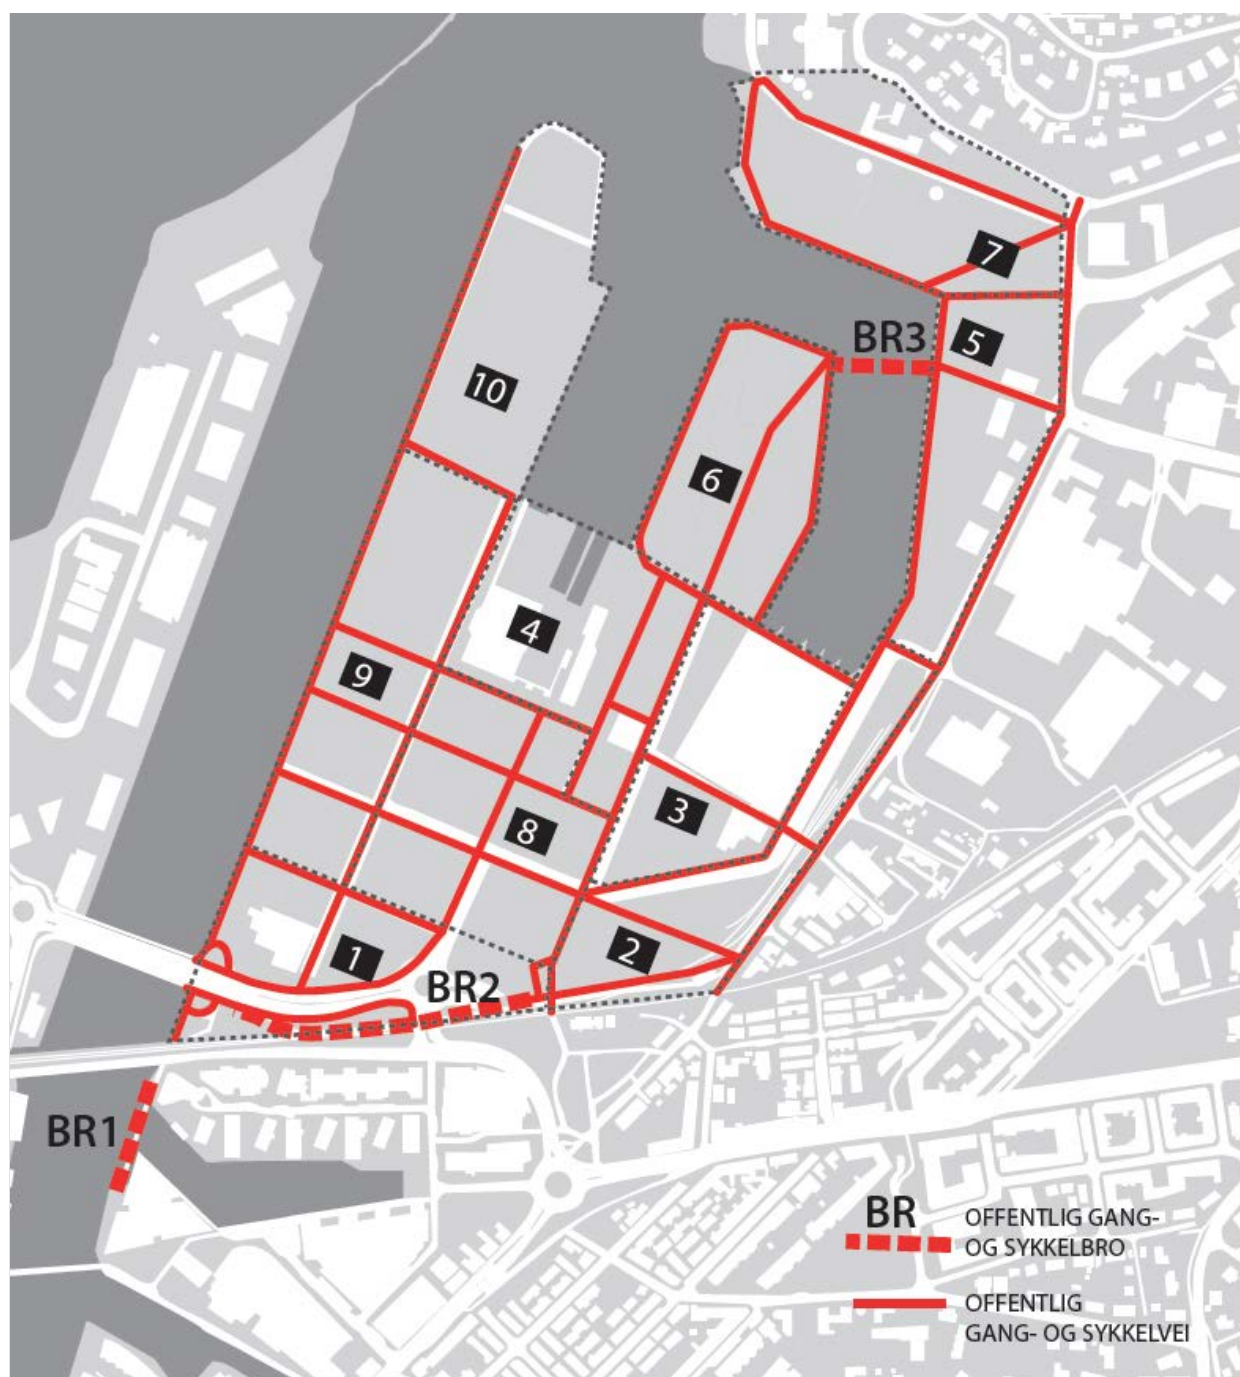 7
BR3
5
10
6
4
9
3
8
1
2
BR2
BR1
BR
OFFENTLIG GANG-
OG SYKKELBRO
OFFENTLIG
GANG- OG SYKKELVEI